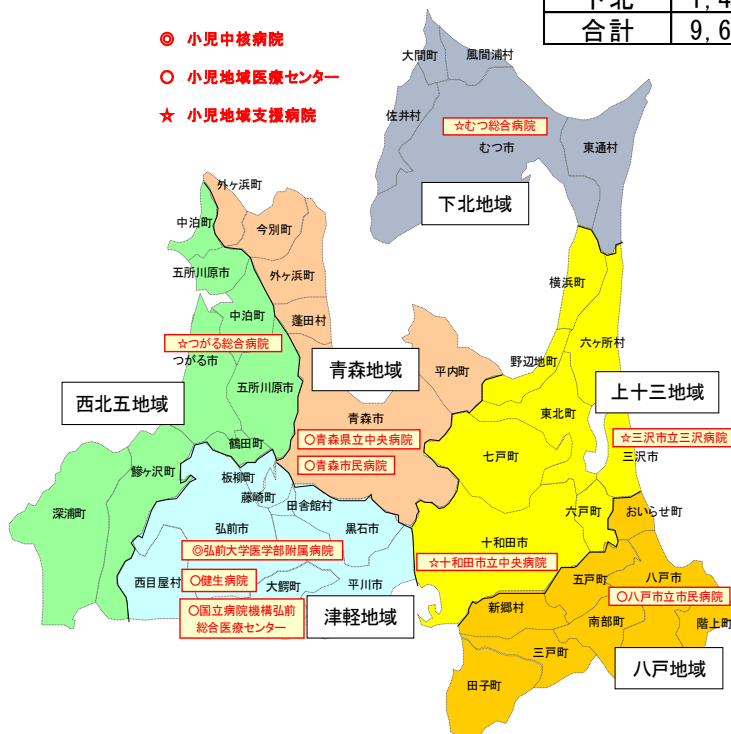 下北
合計 9,6
◎ 小児中核病院
○ 小児地域医療センター
☆ 小児地域支援病院
大間町
風間浦村
佐井村
☆むつ総合病院
むつ市
東通村
下北地域
外ヶ浜町
中泊町
今別町
五所川原市
外ヶ浜町
中泊町
蓬田村
☆つがる総合病院
つがる市
五所川原市
西北五地域
鶴田町
鰺ヶ沢町
深浦町
青森地域
平内町
青森市
○青森県立中央病院
○青森市民病院
横浜町
六ヶ所村
野辺地町
上十三地域
東北町
七戸町
☆三沢市立三沢病院
三沢市
六戸町
十和田市
☆十和田市立中央病院
板柳町
藤崎町
田舎館村
弘前市
黒石市
◎弘前大学医学部附属病院
西目屋村
○健生病院
大鰐町
平川市
○国立病院機構弘前
総合医療センター
津軽地域
おいらせ町
五戸町
八戸市
○八戸市立市民病院
新郷村
南部町
階上町
三戸町
田子町
八戸地域